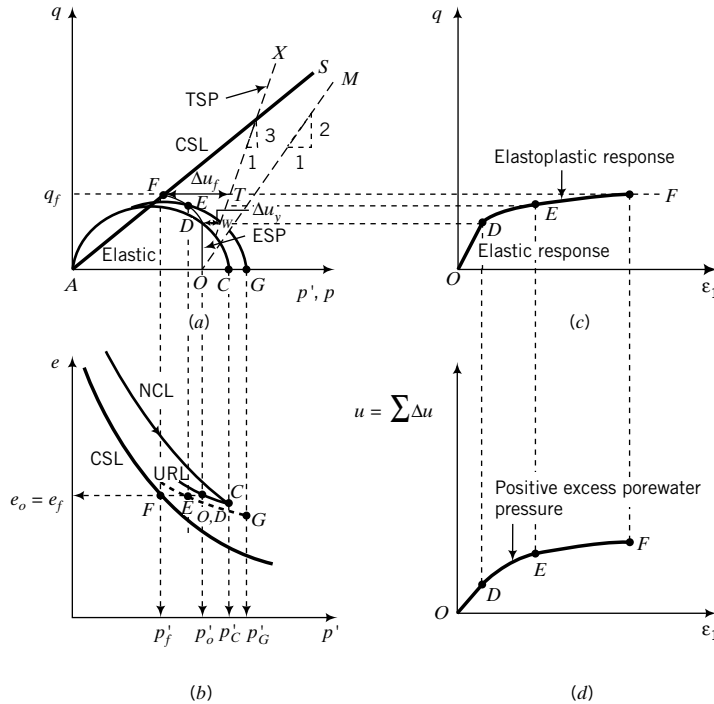 q
X
S
M
TSP
CSL
3
1
2
1
q_f
F
Δu_f
T
E
Δu_y
D
w
ESP
Elastic
A
O
C
G
p', p
(a)
q
Elastoplastic response
F
D
E
Elastic response
O
ε_1
(c)
e
NCL
CSL
URL
C
e_o = e_f
F
E
O,D
G
p'_f
p'_o
p'_C
p'_G
p'
(b)
u = ∑Δu
Positive excess porewater
pressure
F
E
D
O
ε_1
(d)